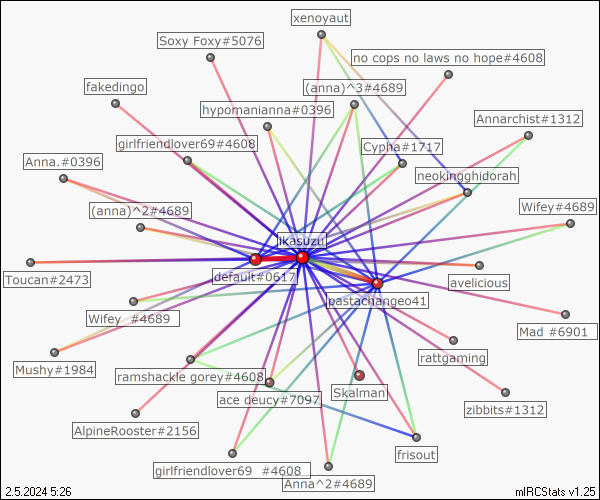 xenoyaut
Soxy Foxy#5076
no cops no laws no hope#4608
fakedingo
(anna)^3#4689
hypomanianna#0396
Annarchist#1312
girlfriendlover69#4608
Cypha#1717
Anna.#0396
neokingghidorah
(anna)^2#4689
Wifey#4689
Ikasuzu
Toucan#2473
default#0617
avelicious
pastachangeo41
Wifey_ #4689
Mad_#6901
Mushy#1984
rattgaming
ramshackle gorey#4608
Skalman
ace deucy#7097
zibbits#1312
AlpineRooster#2156
frisout
girlfriendlover69_ #4608
Anna^2#4689
2.5.2024 5:26
mIRCStats v1.25